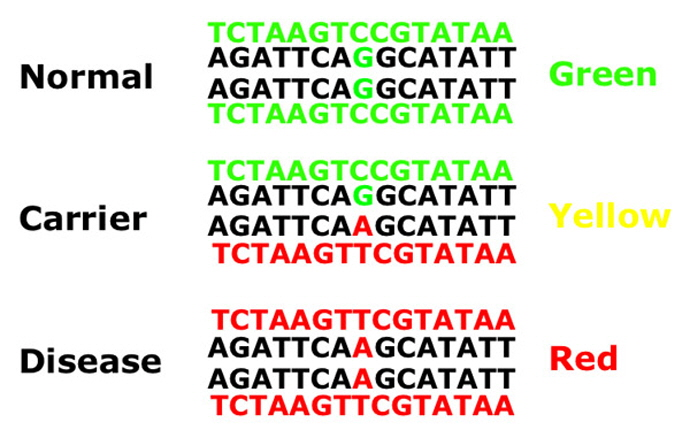 TCTAAGTCCGTATAA
AGATTCAGGCATATT
Normal
AGATTCAGGCATATT
Green
TCTAAGTCCGTATAA
TCTAAGTCCGTATAA
AGATTCAGGCATATT
Carrier
AGATTCAAGCATATT
Yellow
TCTAAGTTCGTATAA
TCTAAGTTCGTATAA
AGATTCAAGCATATT
Disease
AGATTCAAGCATATT
Red
TCTAAGTTCGTATAA